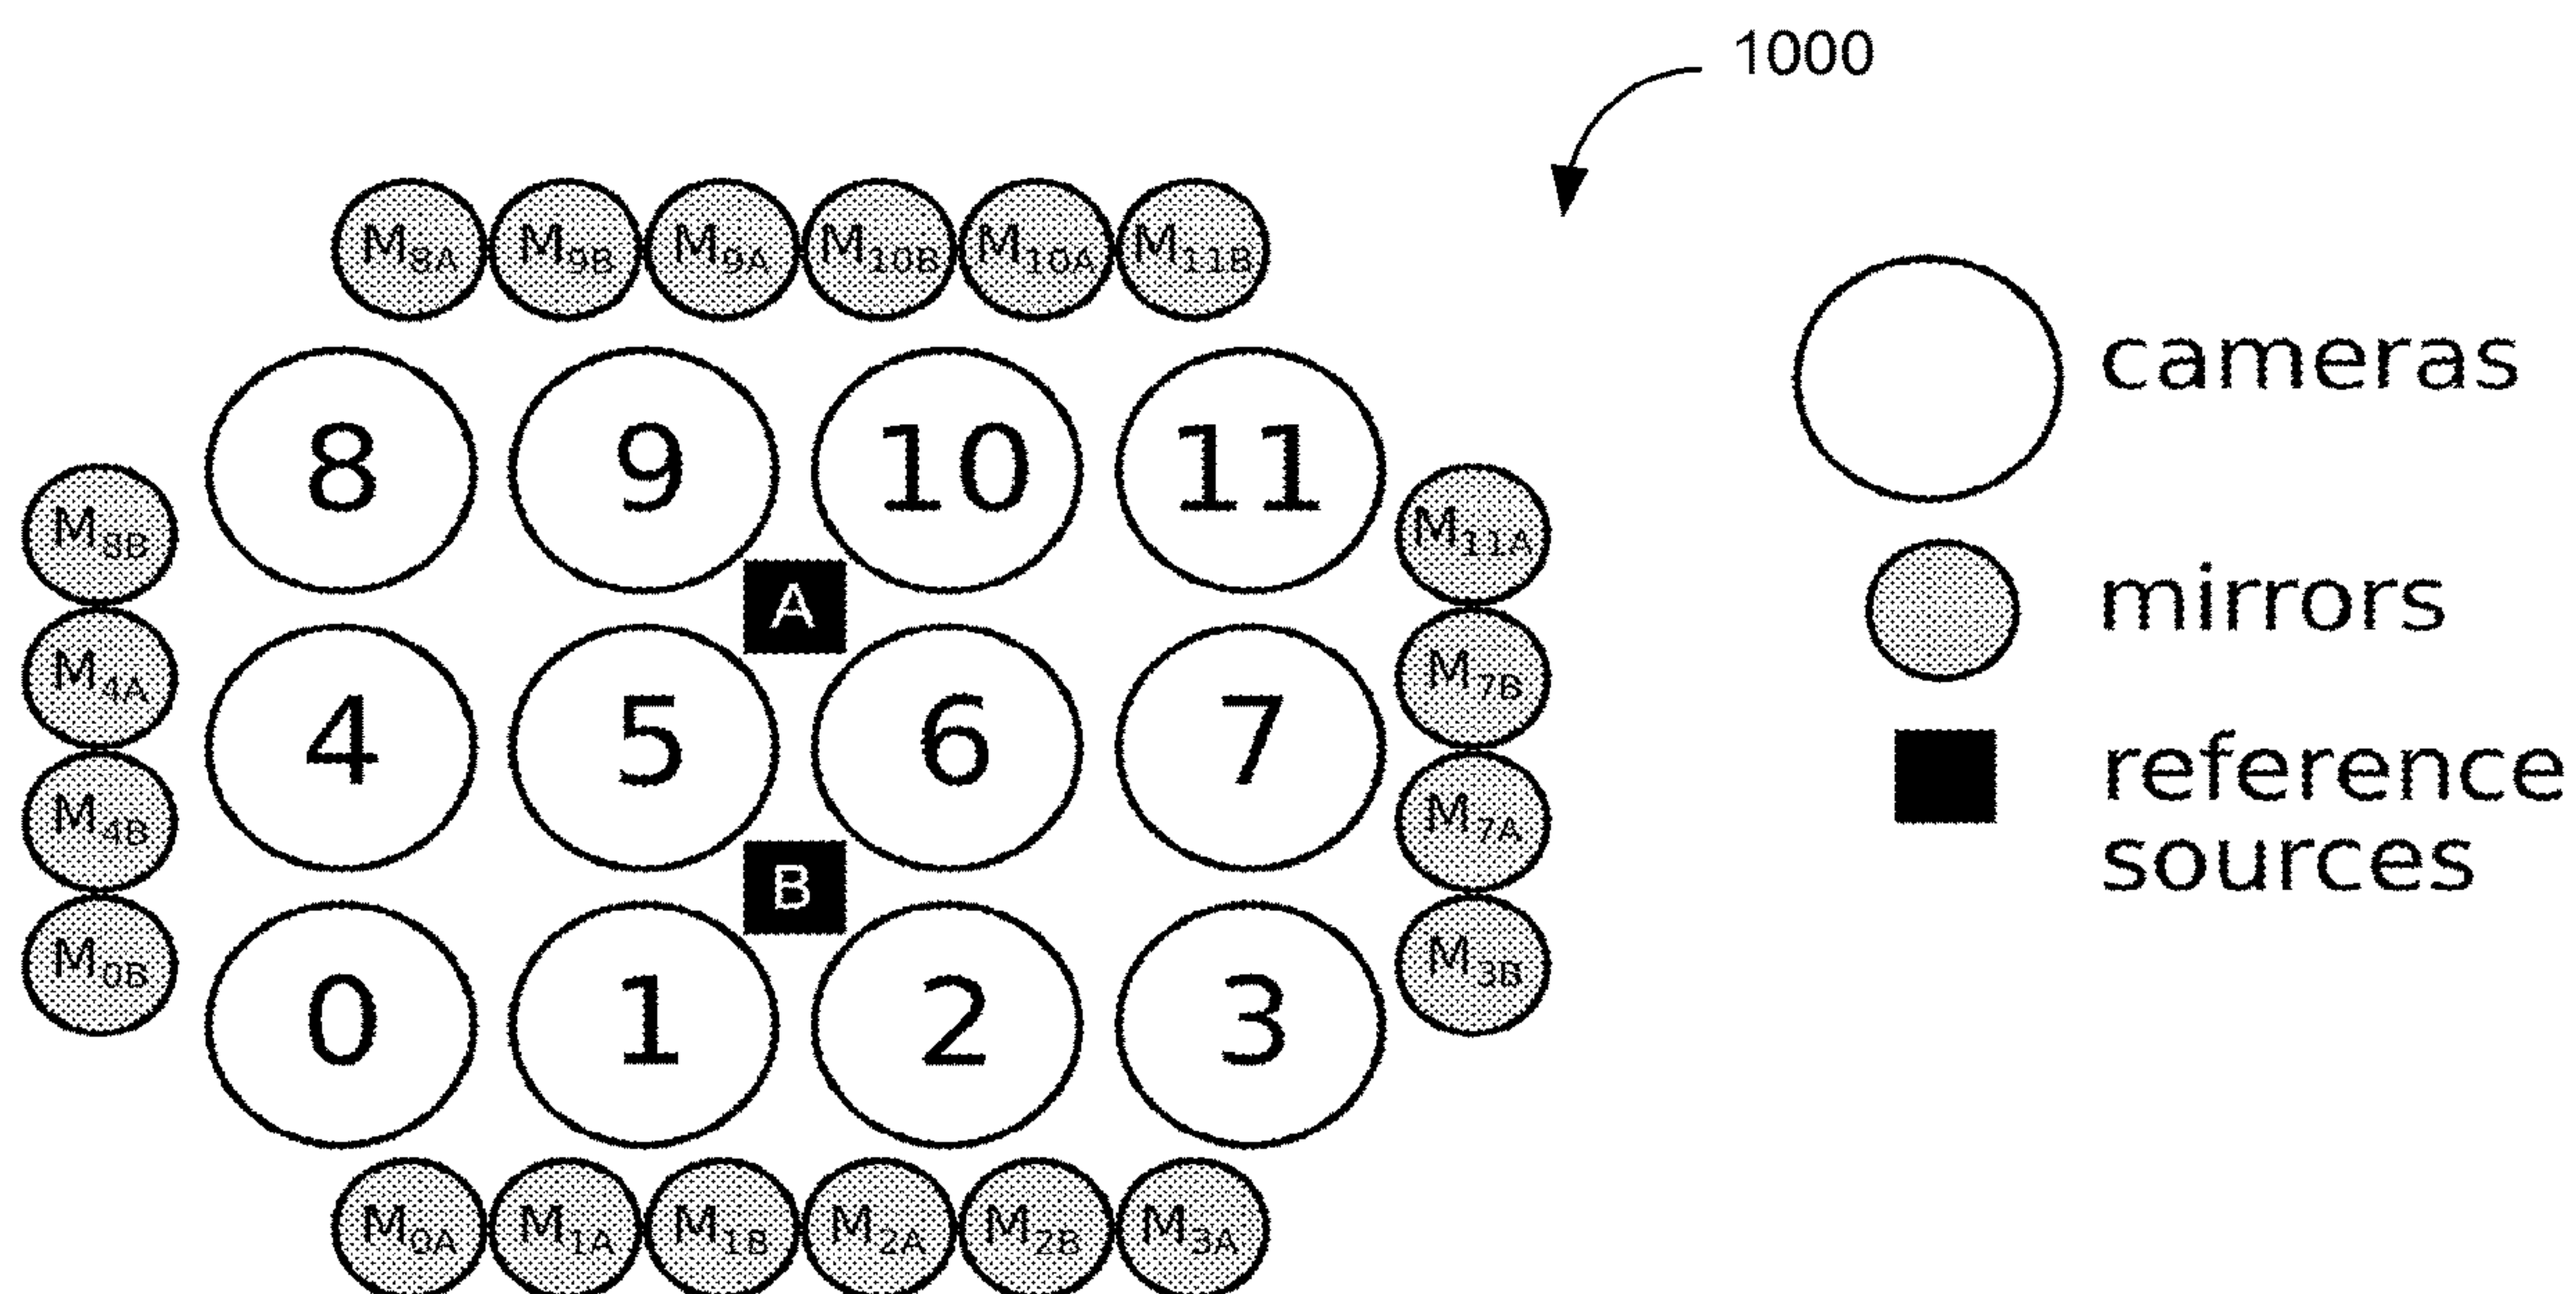 1000
M8A M9B M9A M10B M10A M11B
cameras
8 9 10 11
M8B M11A
A
mirrors
M4A M7B
4 5 6 7
reference
sources
M4B M7A
B
M0B M3B
0 1 2 3
M0A M1A M1B M2A M2B M3A